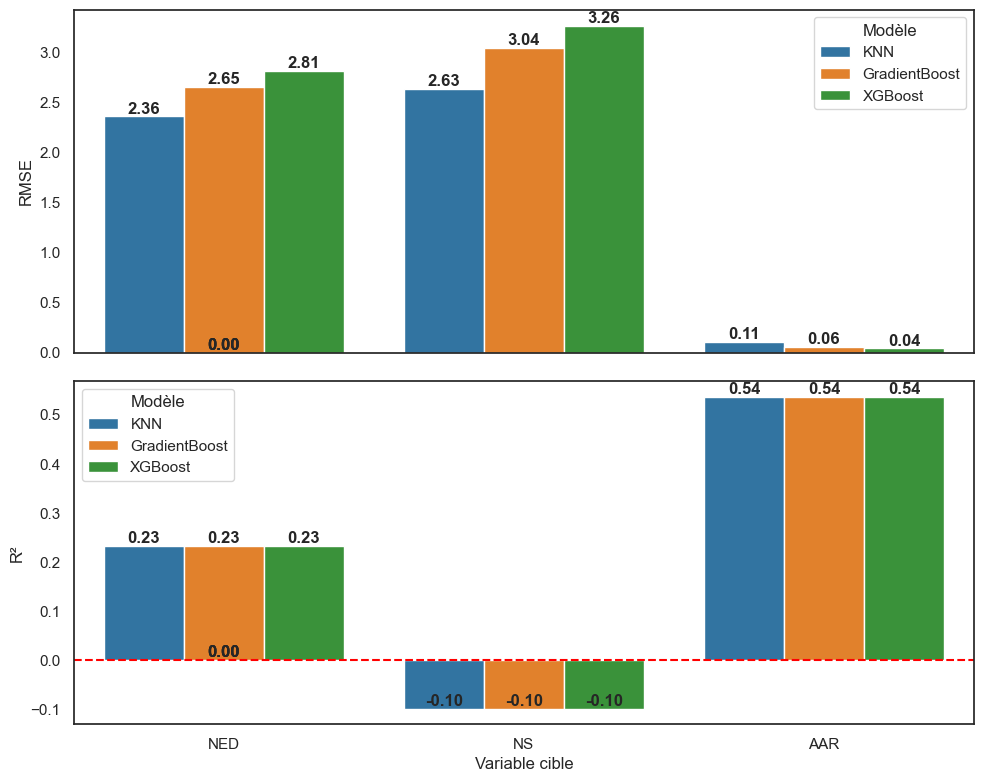 3.26
3.04
2.81
2.65
2.63
2.36
0.11
0.06
0.04
0.00
Modèle
KNN
GradientBoost
XGBoost
RMSE
3.0
2.5
2.0
1.5
1.0
0.5
0.0
0.54
0.54
0.54
Modèle
KNN
GradientBoost
XGBoost
0.23
0.23
0.23
0.00
-0.10
-0.10
-0.10
R²
0.5
0.4
0.3
0.2
0.1
0.0
−0.1
NED
NS
AAR
Variable cible